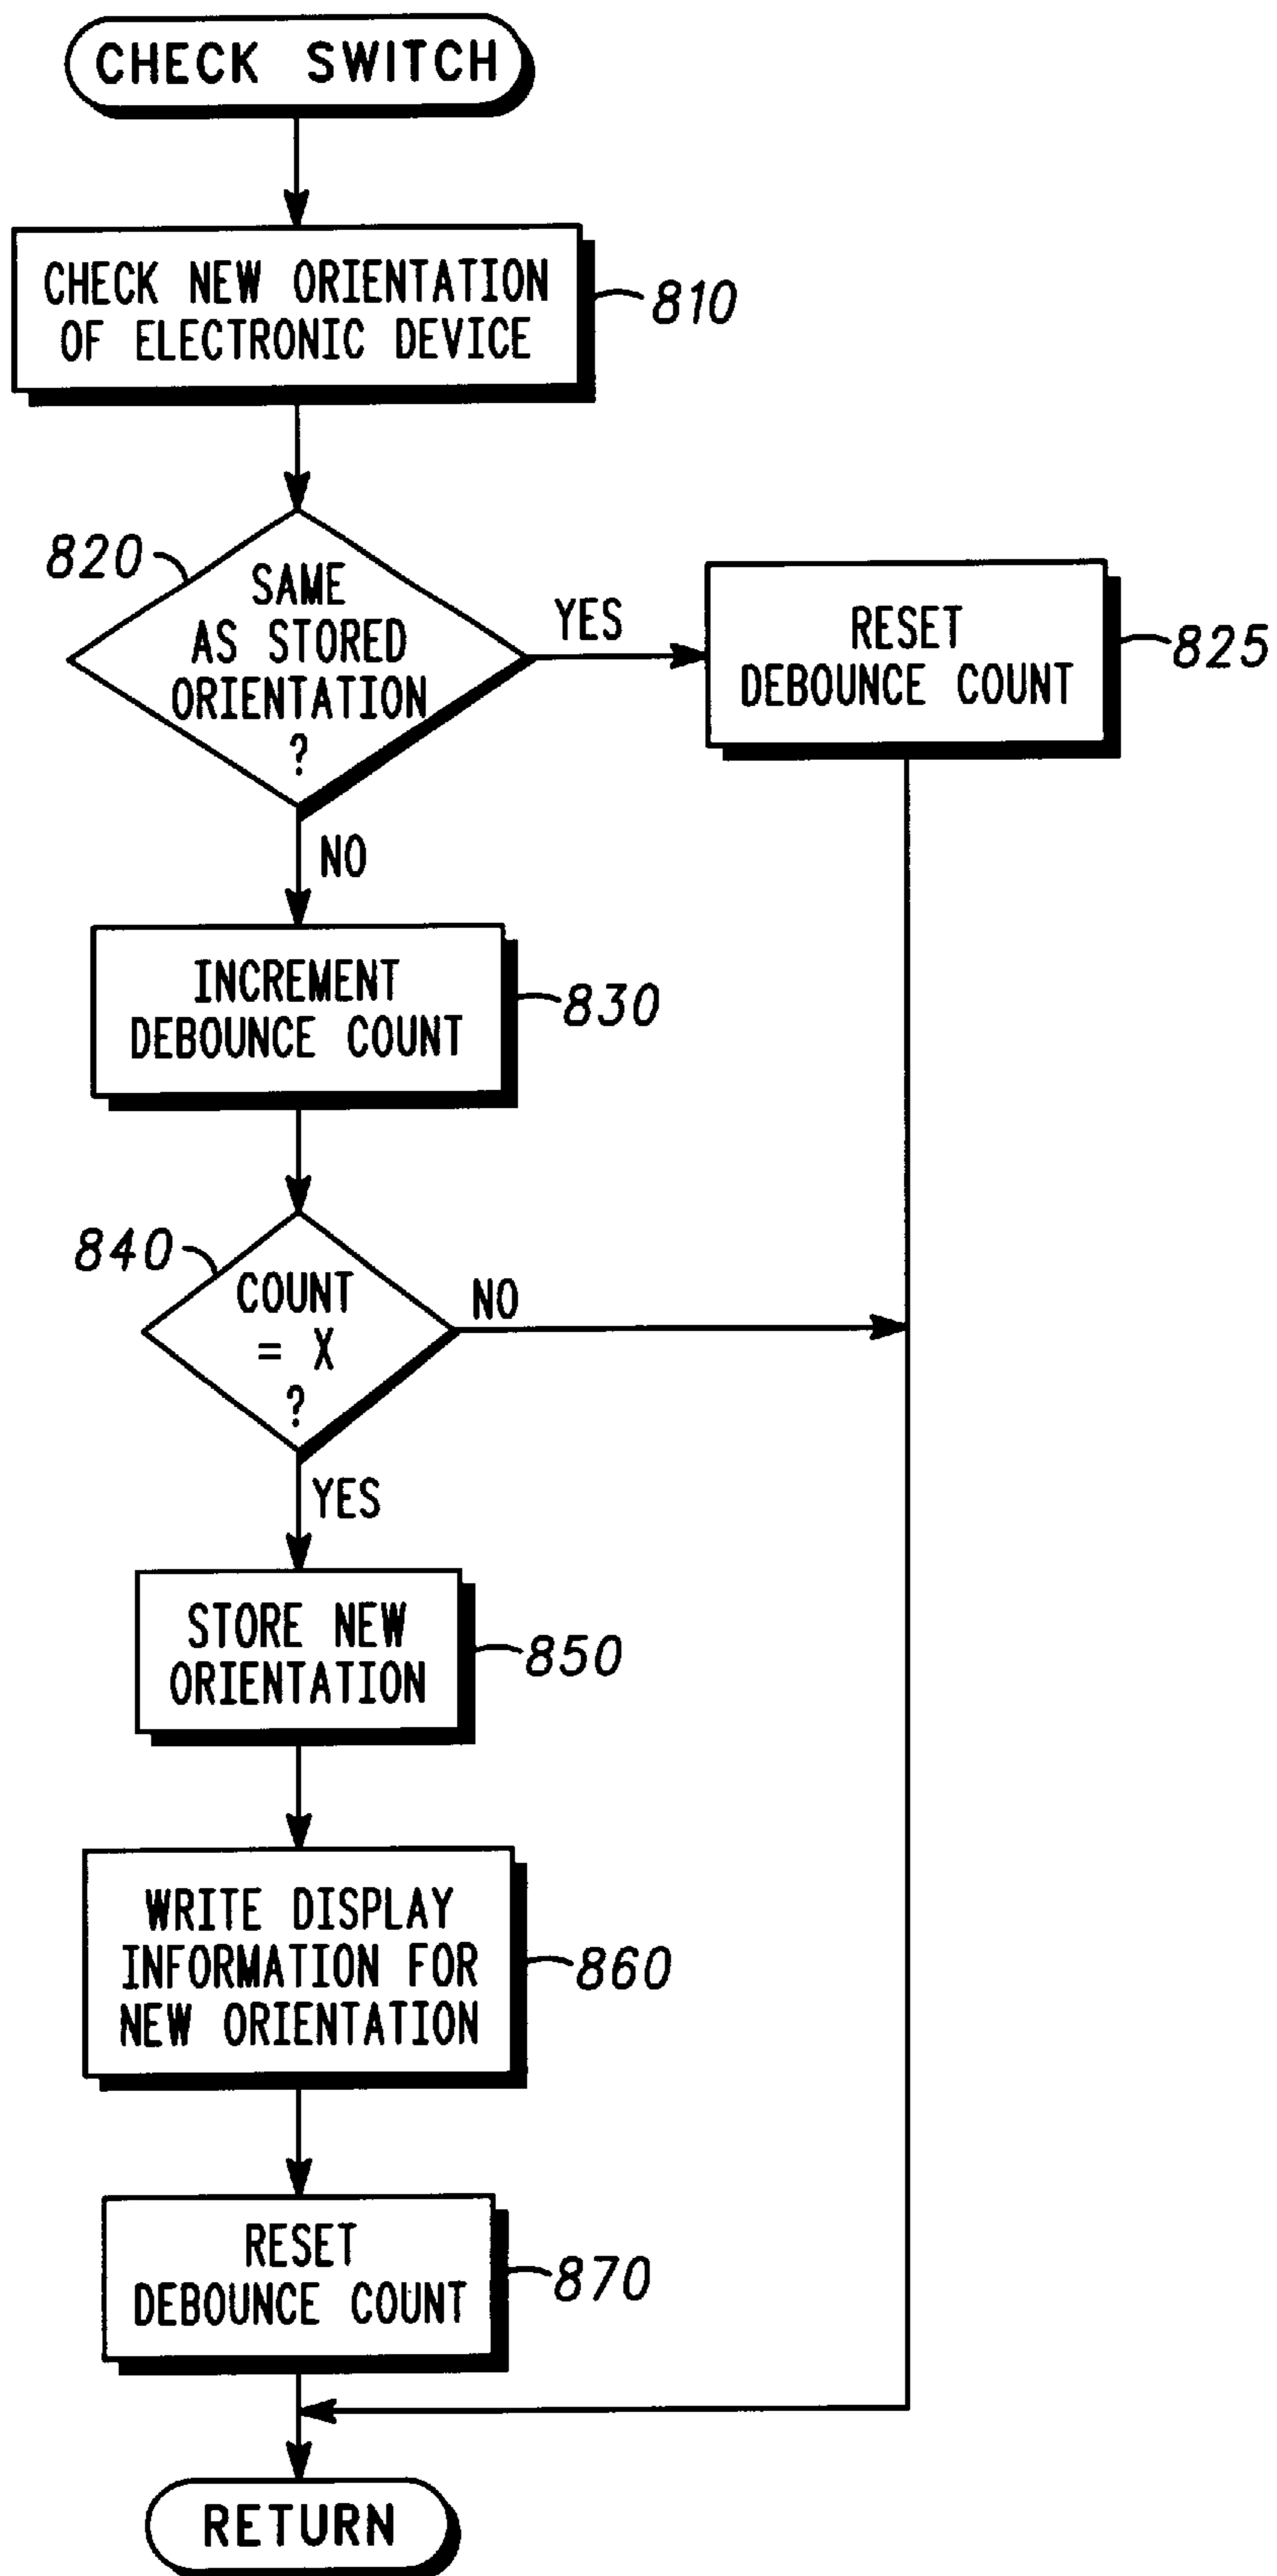 CHECK SWITCH
CHECK NEW ORIENTATION
OF ELECTRONIC DEVICE
810
820
SAME
AS STORED
ORIENTATION
?
YES
RESET
DEBOUNCE COUNT
825
NO
INCREMENT
DEBOUNCE COUNT
830
840
COUNT
= X
?
NO
YES
STORE NEW
ORIENTATION
850
WRITE DISPLAY
INFORMATION FOR
NEW ORIENTATION
860
RESET
DEBOUNCE COUNT
870
RETURN